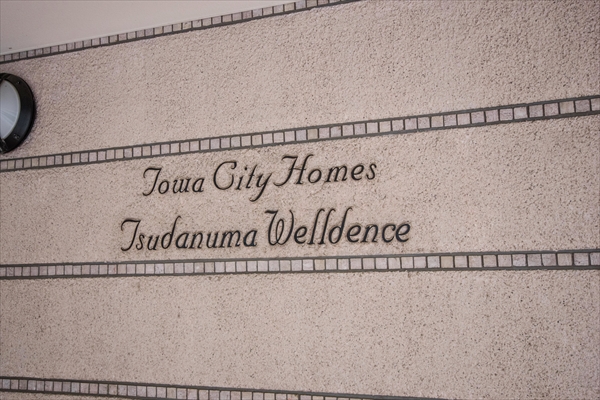 Towa City Homes
Tsudanuma Welldence